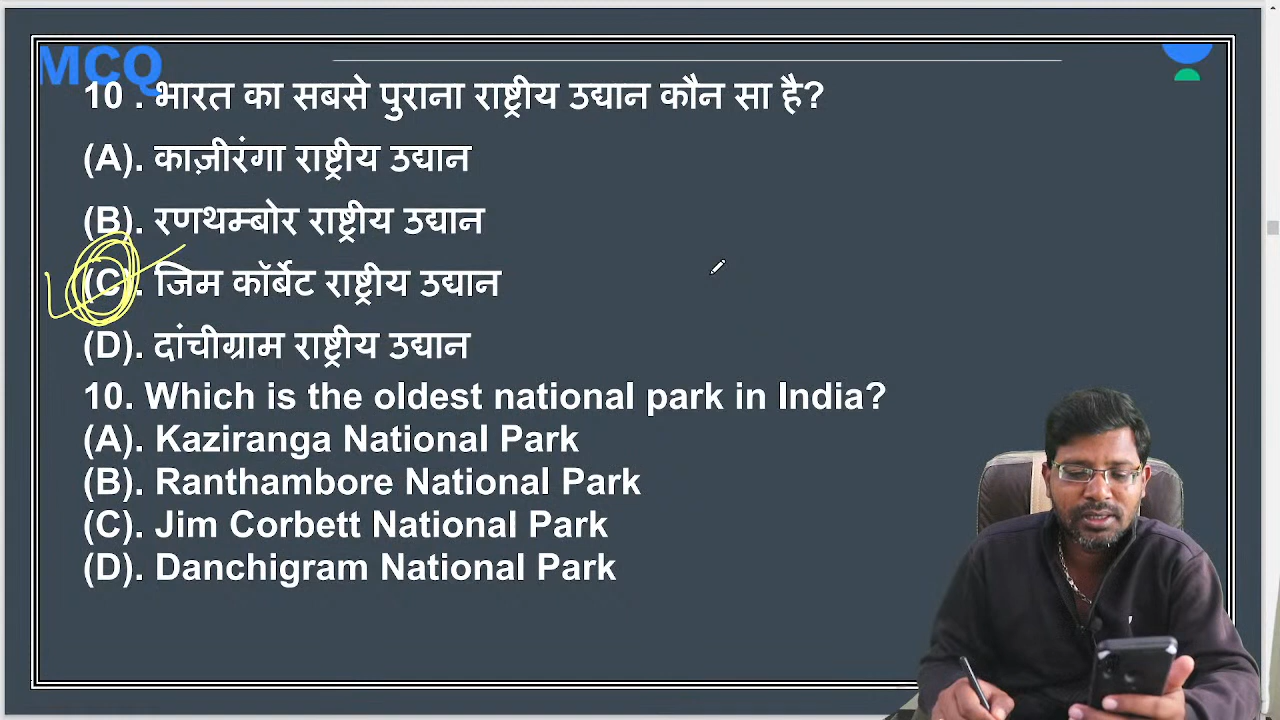 MCQ
10 . भारत का सबसे पुराना राष्ट्रीय उद्यान कौन सा है?
(A). काज़ीरंगा राष्ट्रीय उद्यान
(B). रणथम्बोर राष्ट्रीय उद्यान
(C). जिम कॉर्बेट राष्ट्रीय उद्यान
(D). दांचीग्राम राष्ट्रीय उद्यान
10. Which is the oldest national park in India?
(A). Kaziranga National Park
(B). Ranthambore National Park
(C). Jim Corbett National Park
(D). Danchigram National Park